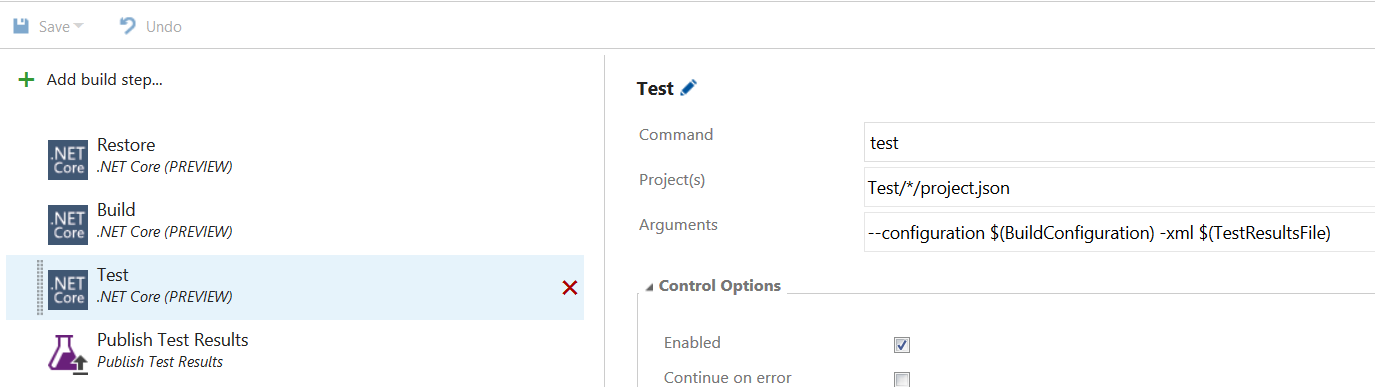 Save
Undo
Add build step...
.NET Core
Restore
.NET Core (PREVIEW)
.NET Core
Build
.NET Core (PREVIEW)
.NET Core
Test
.NET Core (PREVIEW)
Publish Test Results
Publish Test Results
Test
Command
test
Project(s)
Test/*/project.json
Arguments
--configuration $(BuildConfiguration) -xml $(TestResultsFile)
Control Options
Enabled
Continue on error